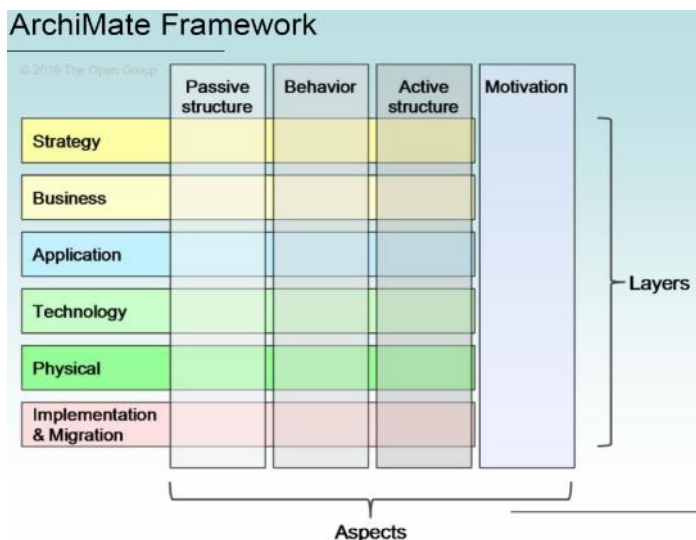 ArchiMate Framework
© 2016 The Open Group
Passive
structure
Behavior
Active
structure
Motivation
Strategy
Business
Application
Technology
Physical
Implementation
& Migration
Layers
Aspects